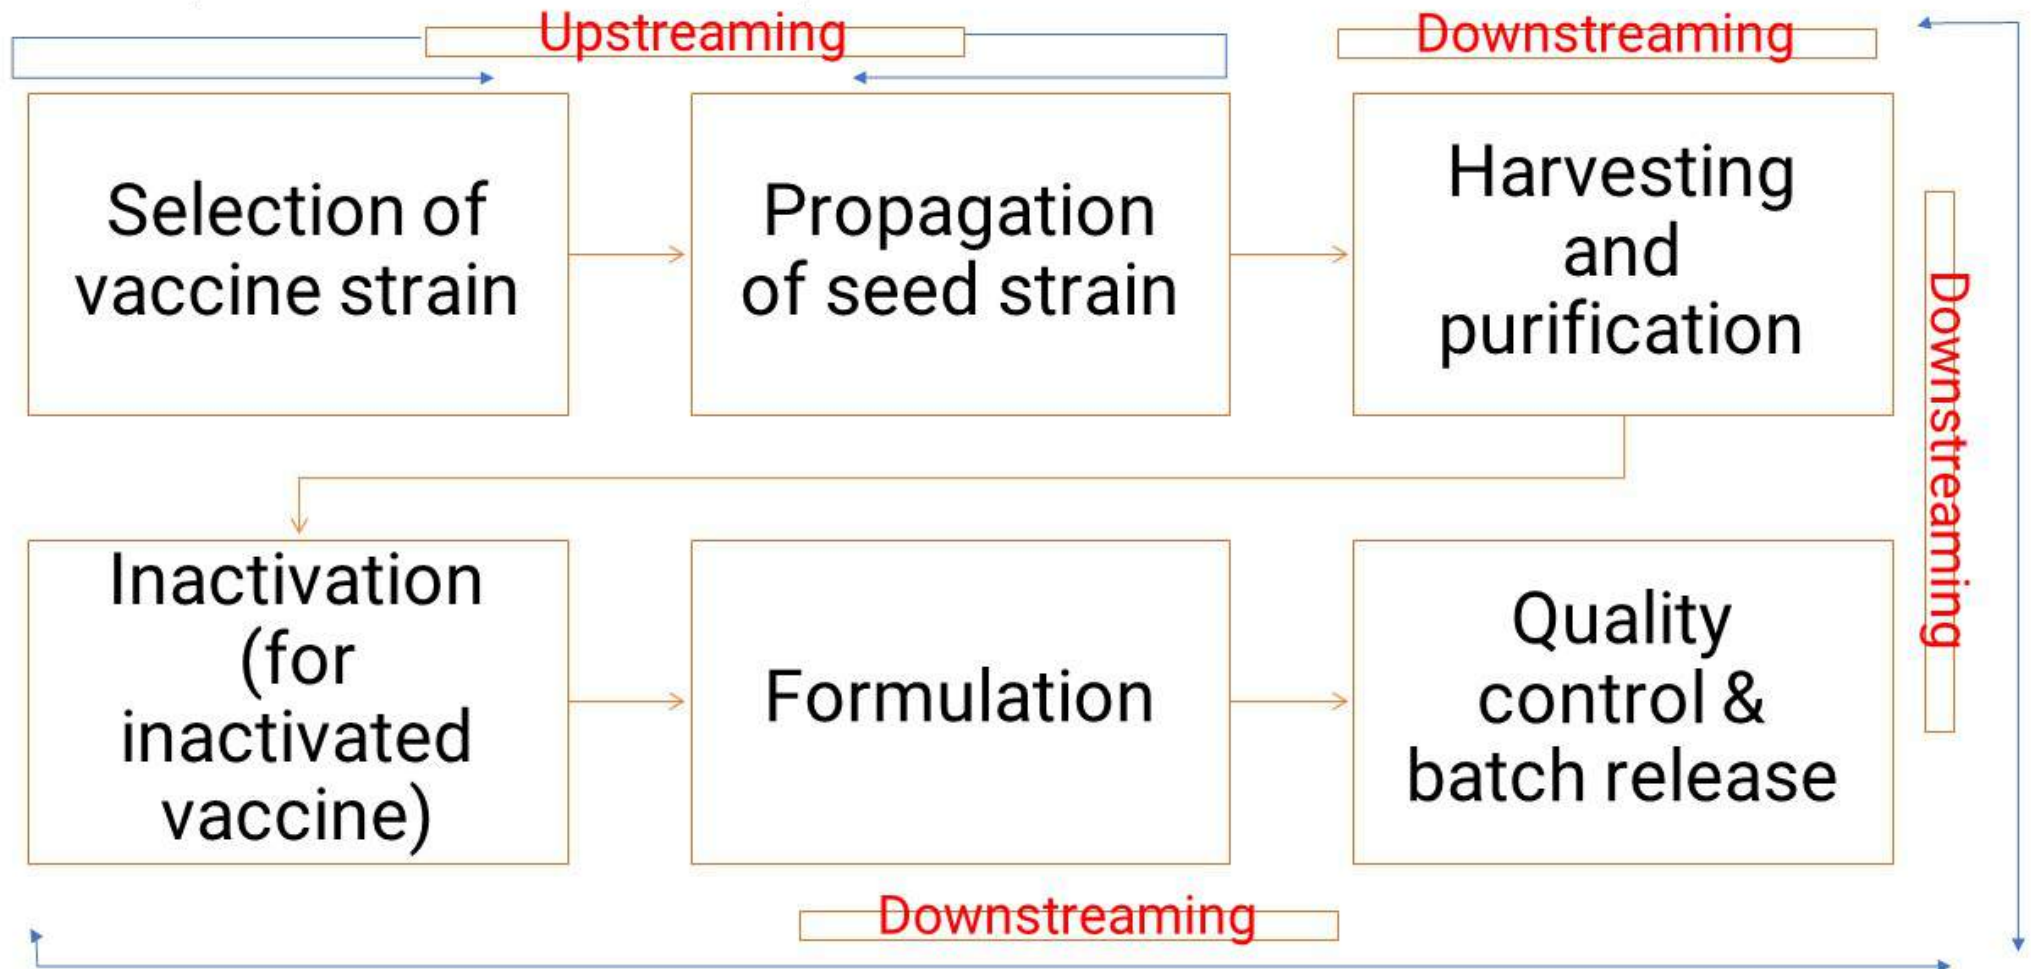 Upstreaming
Downstreaming
Selection of
vaccine strain
Propagation
of seed strain
Harvesting
and
purification
Downstreaming
Inactivation
(for
inactivated
vaccine)
Formulation
Quality
control &
batch release
Downstreaming